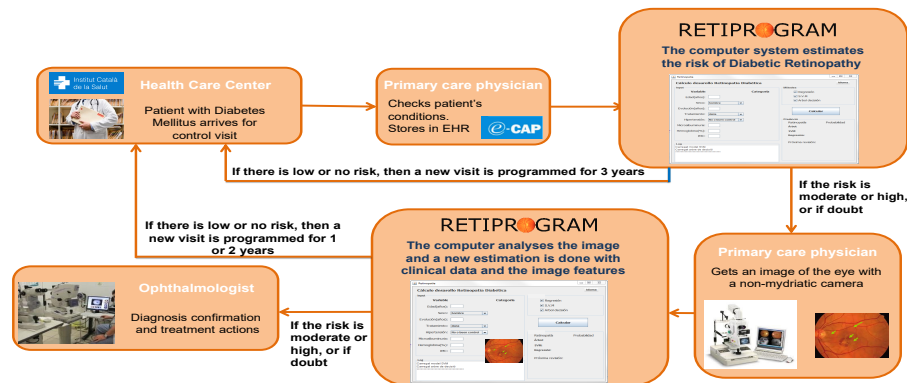 RETIPROGRAM
The computer system estimates
the risk of Diabetic Retinopathy
Institut Català
de la Salut
Health Care Center
Patient with Diabetes
Mellitus arrives for
control visit
Primary care physician
Checks patient's
conditions.
Stores in EHR
e-CAP
If there is low or no risk, then a new visit is programmed for 3 years
If the risk is
moderate or high,
or if doubt
If there is low or no risk, then a
new visit is programmed for 1
or 2 years
RETIPROGRAM
The computer analyses the image
and a new estimation is done with
clinical data and the image features
Cálculo desarrollo Retinopatía Diabética
Primary care physician
Gets an image of the eye with
a non-mydriatic camera
Ophthalmologist
Diagnosis confirmation
and treatment actions
If the risk is
moderate or
high, or if
doubt